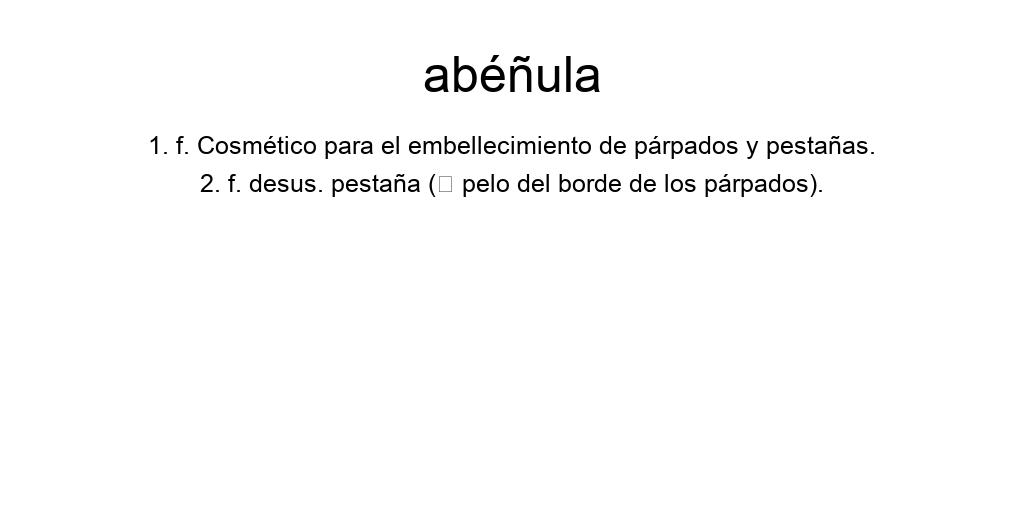 abéñula
1. f. Cosmético para el embellecimiento de párpados y pestañas.
2. f. desus. pestaña (□ pelo del borde de los párpados).